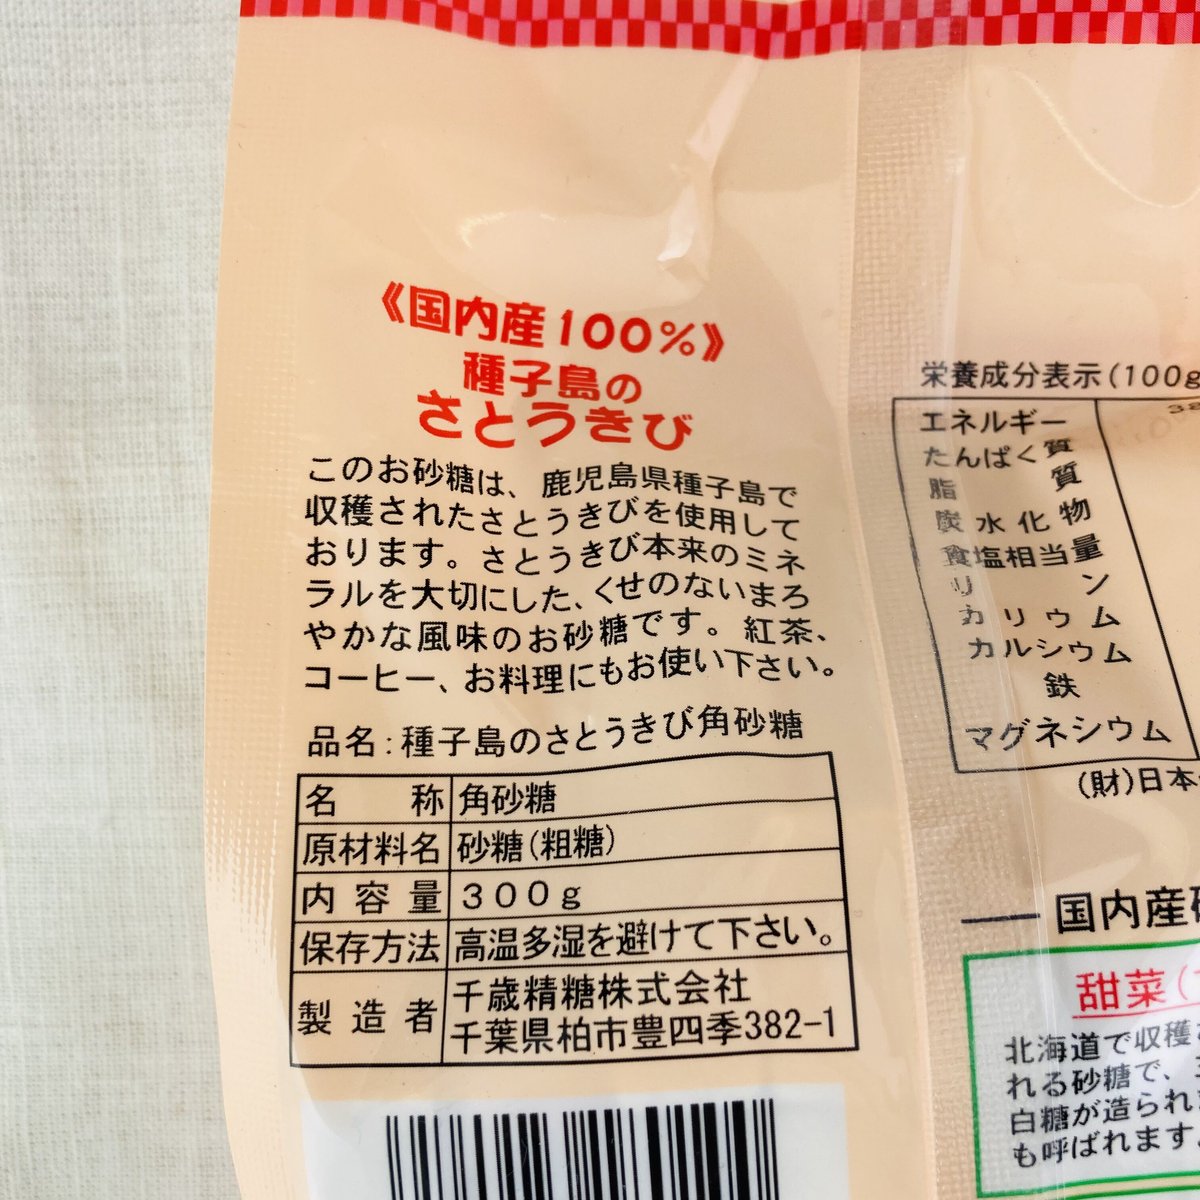 《国内産100%》
種子島の
さとうきび
このお砂糖は、鹿児島県種子島で
収穫されたさとうきびを使用して
おります。さとうきび本来のミネ
ラルを大切にした、くせのないまろ
やかな風味のお砂糖です。紅茶、
コーヒー、お料理にもお使い下さい。
品名:種子島のさとうきび角砂糖
名称 角砂糖
原材料名 砂糖(粗糖)
内容量 300g
保存方法 高温多湿を避けて下さい。
製造者 千歳精糖株式会社
千葉県柏市豊四季382-1
栄養成分表示(100g
エネルギー
たんぱく質
脂質
炭水化物
食塩相当量
リン
カリウム
カルシウム
鉄
マグネシウム
(財)日本
国内産
甜菜(
北海道で収穫
れる砂糖で、
白糖が造られ
も呼ばれます。